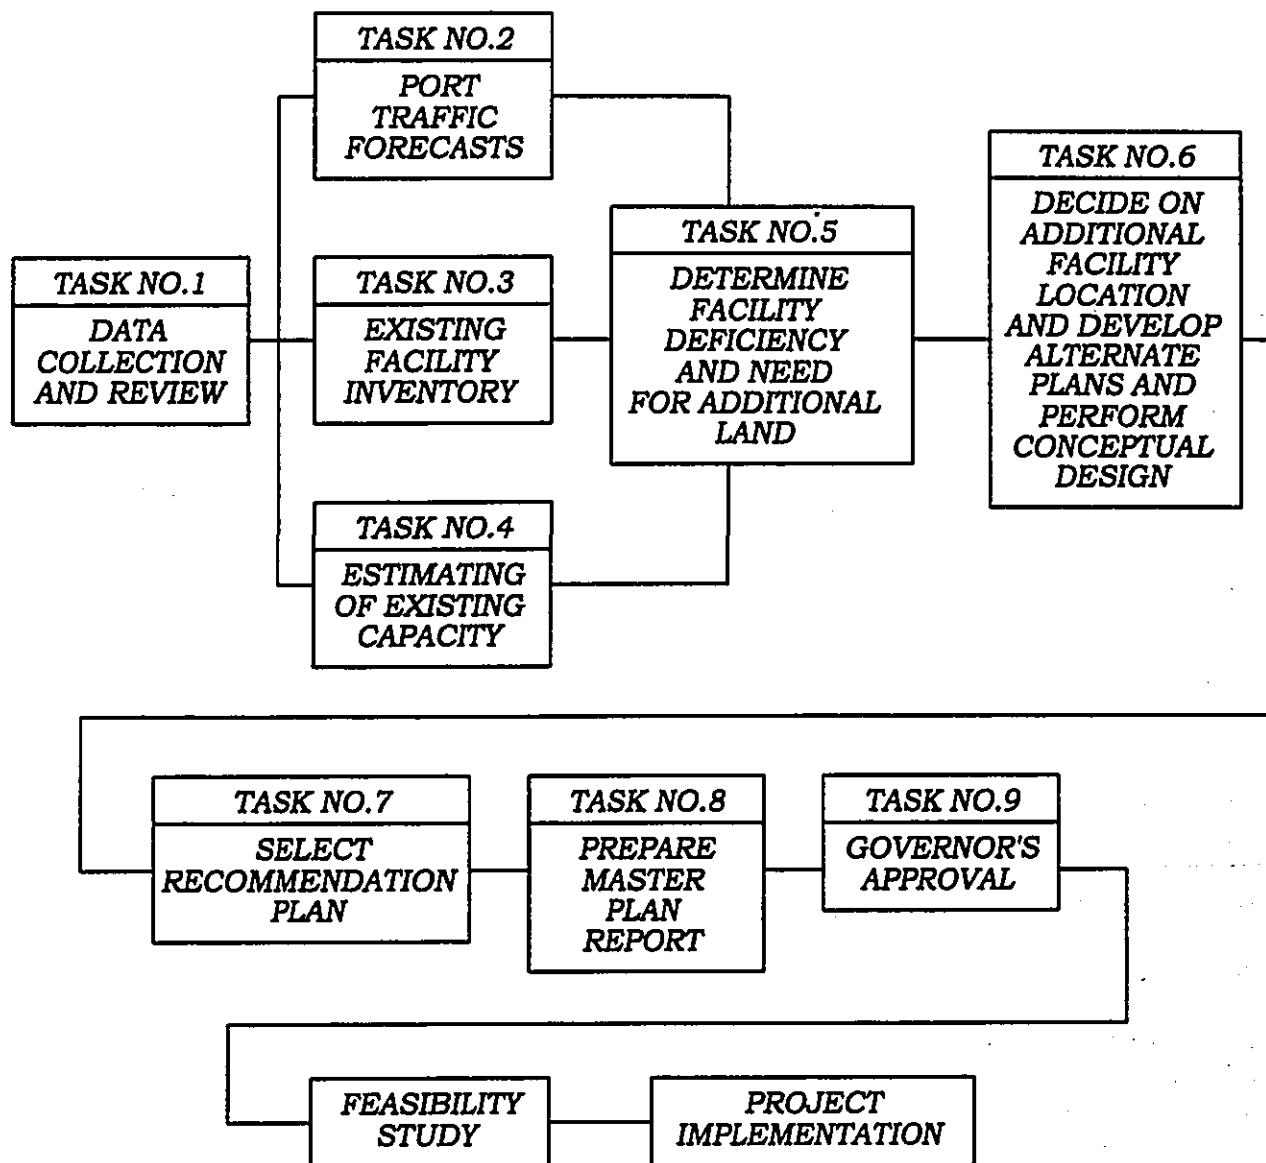 TASK NO.1
DATA
COLLECTION
AND REVIEW
TASK NO.2
PORT
TRAFFIC
FORECASTS
TASK NO.3
EXISTING
FACILITY
INVENTORY
TASK NO.4
ESTIMATING
OF EXISTING
CAPACITY
TASK NO.5
DETERMINE
FACILITY
DEFICIENCY
AND NEED
FOR ADDITIONAL
LAND
TASK NO.6
DECIDE ON
ADDITIONAL
FACILITY
LOCATION
AND DEVELOP
ALTERNATE
PLANS AND
PERFORM
CONCEPTUAL
DESIGN
TASK NO.7
SELECT
RECOMMENDATION
PLAN
TASK NO.8
PREPARE
MASTER
PLAN
REPORT
TASK NO.9
GOVERNOR'S
APPROVAL
FEASIBILITY
STUDY
PROJECT
IMPLEMENTATION